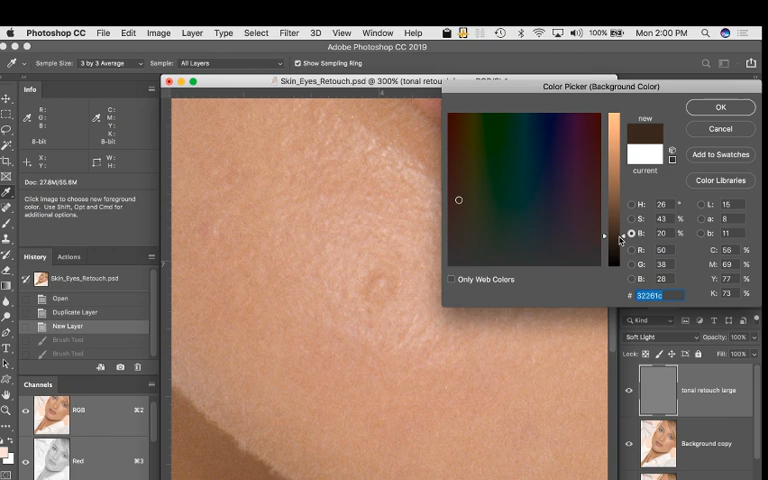 Photoshop CC File Edit Image Layer Type Select Filter 3D View Window Help 100% Mon 2:00 PM
Adobe Photoshop CC 2019
Sample Size: 3 by 3 Average Sample: All Layers Show Sampling Ring
Skin_Eyes_Retouch.psd @ 300% (tonal retou
Info
R:
G:
B:
8-bit
C:
M:
Y:
K:
8-bit
X:
Y:
W:
H:
Doc: 27.8M/55.6M
Click image to choose new foreground
color. Use Shift, Opt and Cmd for
additional options.
History Actions
Skin_Eyes_Retouch.psd
Open
Duplicate Layer
New Layer
Brush Tool
Brush Tool
Channels
RGB ⌘2
Red ⌘3
Color Picker (Background Color)
new
current
OK
Cancel
Add to Swatches
Color Libraries
H: 26 °
S: 43 %
B: 20 %
R: 50
G: 38
B: 28
# 32261c
L: 15
a: 8
b: 11
C: 56 %
M: 69 %
Y: 77 %
K: 73 %
Only Web Colors
Kind
Soft Light Opacity: 100%
Lock: Fill: 100%
tonal retouch large
Background copy